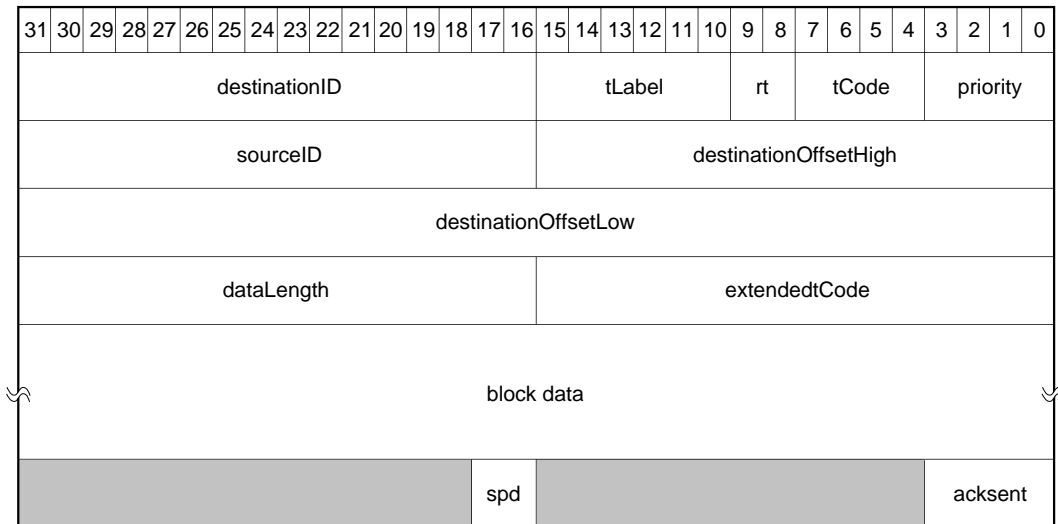 31 30 29 28 27 26 25 24 23 22 21 20 19 18 17 16 15 14 13 12 11 10 9 8 7 6 5 4 3 2 1 0
destinationID tLabel rt tCode priority
sourceID destinationOffsetHigh
destinationOffsetLow
dataLength extendedtCode
block data
spd acksent